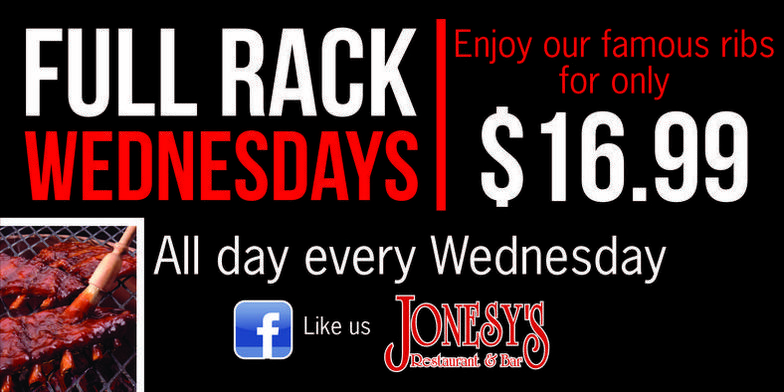 FULL RACK
WEDNESDAYS
Enjoy our famous ribs
for only
$16.99
All day every Wednesday
f
Like us
JONESY'S
Restaurant & Bar